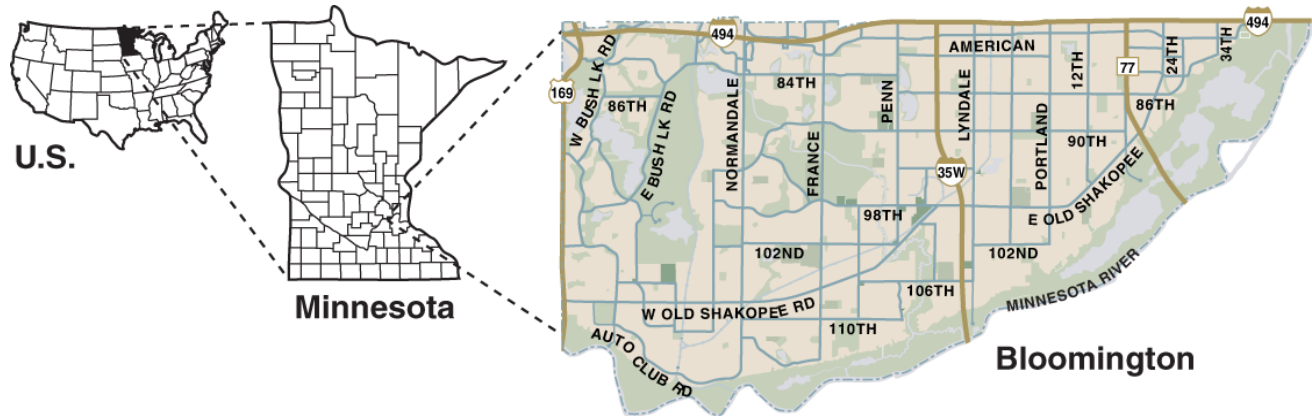 U.S.
Minnesota
Bloomington
494
494
169
77
35W
AMERICAN
W BUSH LK RD
E BUSH LK RD
86TH
NORMANDALE
84TH
FRANCE
PENN
LYNDALE
PORTLAND
12TH
24TH
34TH
86TH
90TH
E OLD SHAKOPEE
98TH
102ND
102ND
106TH
W OLD SHAKOPEE RD
110TH
AUTO CLUB RD
MINNESOTA RIVER